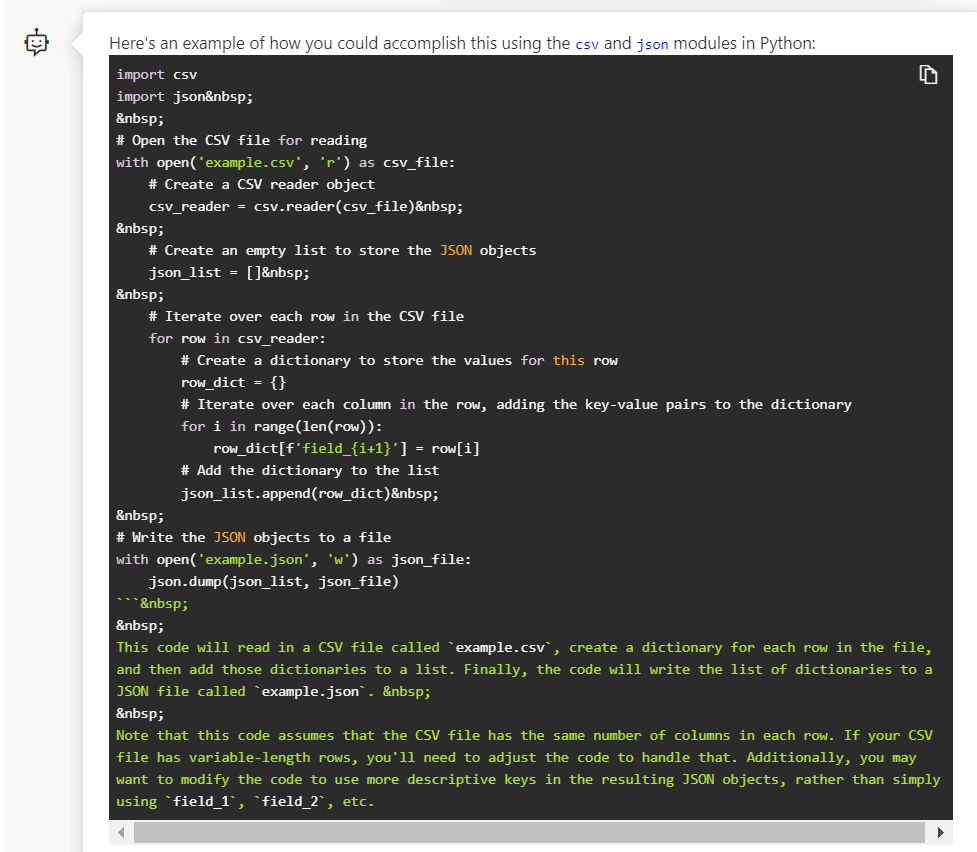 Here's an example of how you could accomplish this using the csv and json modules in Python:
import csv
import json&nbsp;
&nbsp;
# Open the CSV file for reading
with open('example.csv', 'r') as csv_file:
    # Create a CSV reader object
    csv_reader = csv.reader(csv_file)&nbsp;
&nbsp;
    # Create an empty list to store the JSON objects
    json_list = []&nbsp;
&nbsp;
    # Iterate over each row in the CSV file
    for row in csv_reader:
        # Create a dictionary to store the values for this row
        row_dict = {}
        # Iterate over each column in the row, adding the key-value pairs to the dictionary
        for i in range(len(row)):
            row_dict[f'field_{i+1}'] = row[i]
        # Add the dictionary to the list
        json_list.append(row_dict)&nbsp;
&nbsp;
# Write the JSON objects to a file
with open('example.json', 'w') as json_file:
    json.dump(json_list, json_file)
```&nbsp;
&nbsp;
This code will read in a CSV file called `example.csv`, create a dictionary for each row in the file,
and then add those dictionaries to a list. Finally, the code will write the list of dictionaries to a
JSON file called `example.json`. &nbsp;
&nbsp;
Note that this code assumes that the CSV file has the same number of columns in each row. If your CSV
file has variable-length rows, you'll need to adjust the code to handle that. Additionally, you may
want to modify the code to use more descriptive keys in the resulting JSON objects, rather than simply
using `field_1`, `field_2`, etc.